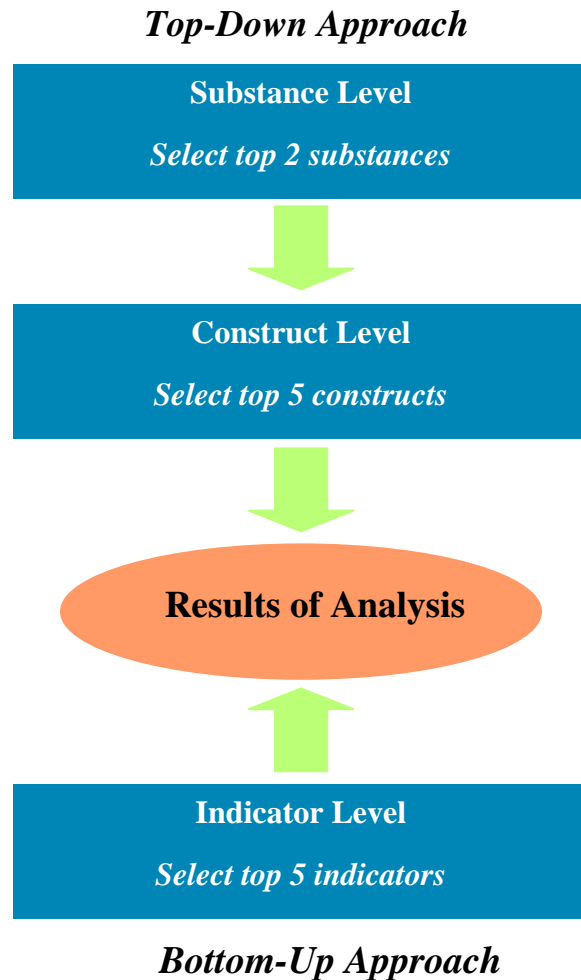 Top-Down Approach
Substance Level
Select top 2 substances
Construct Level
Select top 5 constructs
Results of Analysis
Indicator Level
Select top 5 indicators
Bottom-Up Approach